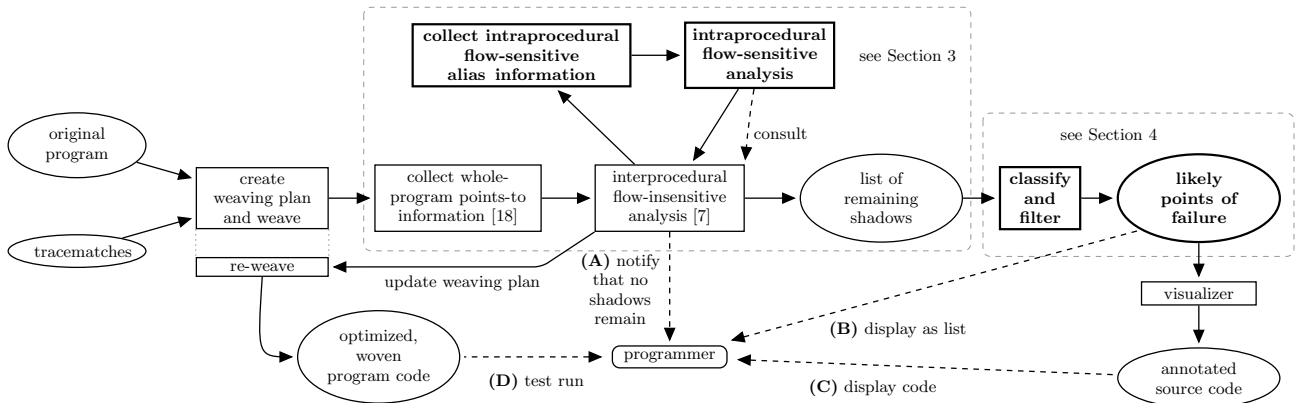 collect intraprocedural
flow-sensitive
alias information
intraprocedural
flow-sensitive
analysis
see Section 3
consult
original
program
tracematches
create
weaving plan
and weave
collect whole-
program points-to
information [18]
interprocedural
flow-insensitive
analysis [7]
list of
remaining
shadows
see Section 4
classify
and
filter
likely
points of
failure
re-weave
update weaving plan
(A) notify
that no
shadows
remain
visualizer
optimized,
woven
program code
(D) test run
programmer
(B) display as list
(C) display code
annotated
source code